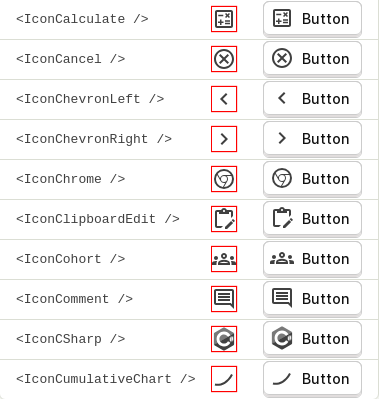 <IconCalculate /> Button
<IconCancel /> Button
<IconChevronLeft /> Button
<IconChevronRight /> Button
<IconChrome /> Button
<IconClipboardEdit /> Button
<IconCohort /> Button
<IconComment /> Button
<IconCSharp /> Button
<IconCumulativeChart /> Button